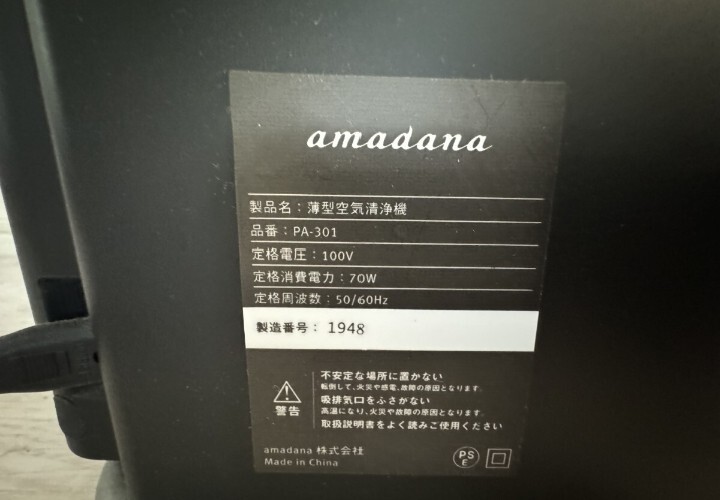 amadana
製品名：薄型空気清浄機
品番：PA-301
定格電圧：100V
定格消費電力：70W
定格周波数：50/60Hz
製造番号： 1948
不安定な場所に置かない
転倒して、火災や感電、故障の原因となります。
吸排気口をふさがない
高温になり、火災や故障の原因となります。
警告
取扱説明書をよく読みご使用ください
amadana 株式会社
Made in China
PS
E